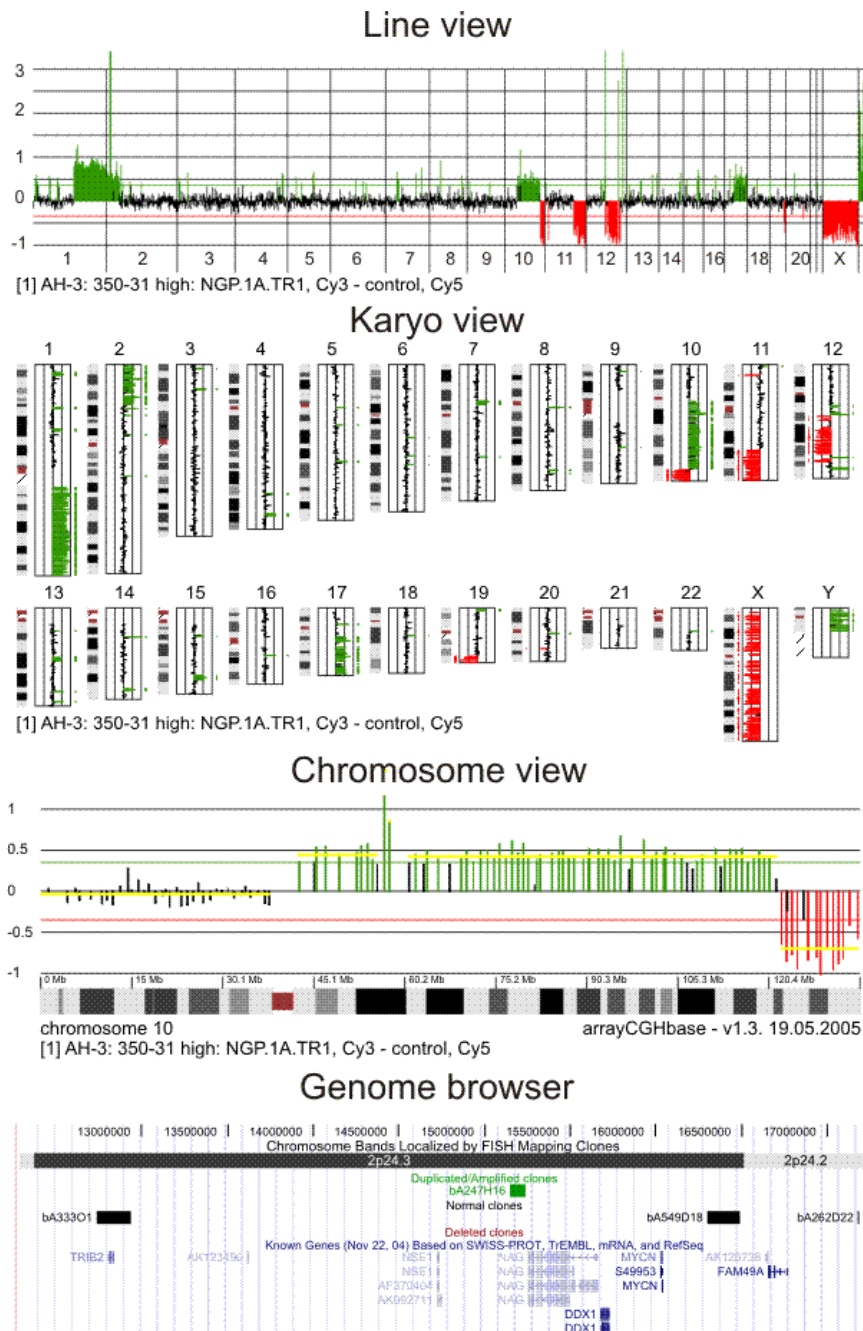 Line view
3
2
1
0
-1
1 2 3 4 5 6 7 8 9 10 11 12 13 14 16 18 20 X
[1] AH-3: 350-31 high: NGP.1A.TR1, Cy3 - control, Cy5
Karyo view
1 2 3 4 5 6 7 8 9 10 11 12
13 14 15 16 17 18 19 20 21 22 X Y
[1] AH-3: 350-31 high: NGP.1A.TR1, Cy3 - control, Cy5
Chromosome view
1
0.5
0
-0.5
-1
0 Mb 15 Mb 30.1 Mb 45.1 Mb 60.2 Mb 75.2 Mb 90.3 Mb 105.3 Mb 120.4 Mb
chromosome 10 arrayCGHbase - v1.3. 19.05.2005
[1] AH-3: 350-31 high: NGP.1A.TR1, Cy3 - control, Cy5
Genome browser
13000000 13500000 14000000 14500000 15000000 15500000 16000000 16500000 17000000
Chromosome Bands Localized by FISH Mapping Clones
2p24.3 2p24.2
Duplicated/Amplified clones
bA247H16
Normal clones
bA333O1 bA549D18 bA262D22
Deleted clones
Known Genes (Nov 22, 04) Based on SWISS-PROT, TrEMBL, mRNA, and RefSeq
TRIB2 NSE1 NAG MYCN
NSE1 NAG S49953 FAM49A
NAG MYCN
NAG
DDX1
DDX1